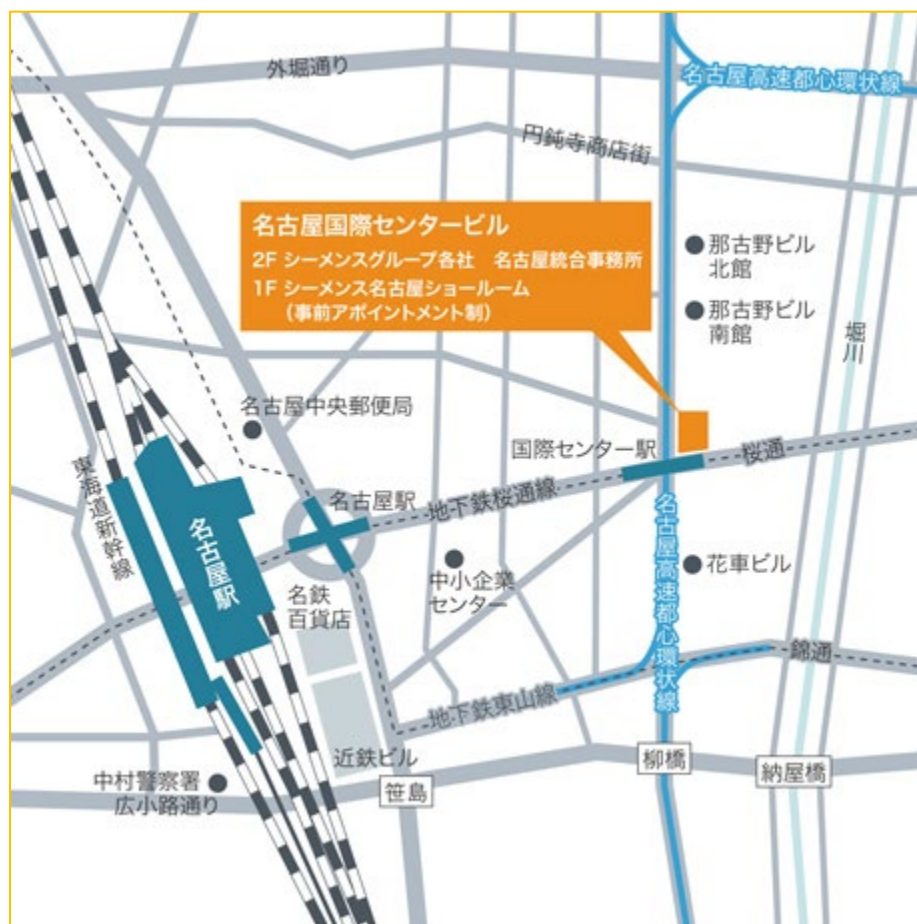 外堀通り
名古屋高速都心環状線
円鈍寺商店街
名古屋国際センタービル
2F シーメンスグループ各社　名古屋統合事務所
1F シーメンス名古屋ショールーム
（事前アポイントメント制）
那古野ビル
北館
那古野ビル
南館
堀川
名古屋中央郵便局
国際センター駅
桜通
東海道新幹線
名古屋駅
地下鉄桜通線
名古屋駅
名古屋高速都心環状線
花車ビル
中小企業
センター
名鉄
百貨店
錦通
地下鉄東山線
近鉄ビル
柳橋
納屋橋
中村警察署
広小路通り
笹島